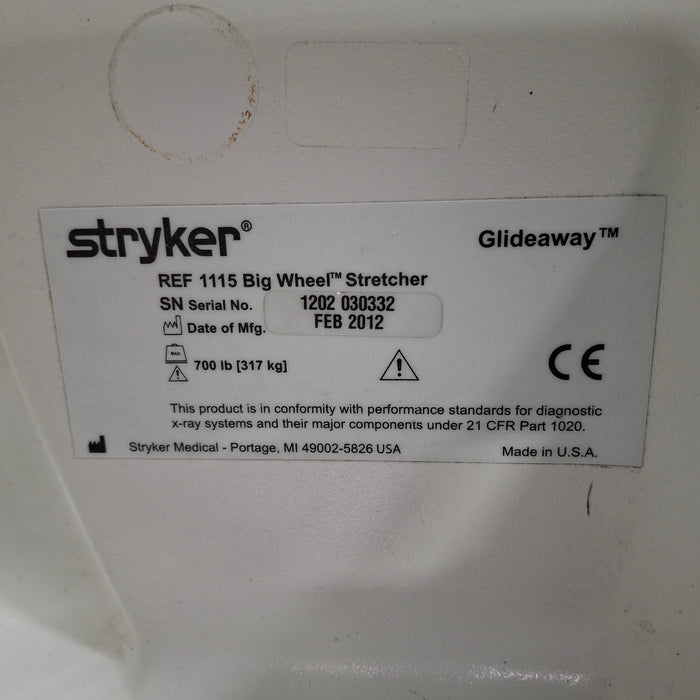 stryker® Glideaway™
REF 1115 Big Wheel™ Stretcher
SN Serial No. 1202 030332
Date of Mfg. FEB 2012
MAX.
700 lb [317 kg]
CE
This product is in conformity with performance standards for diagnostic
x-ray systems and their major components under 21 CFR Part 1020.
Stryker Medical - Portage, MI 49002-5826 USA Made in U.S.A.